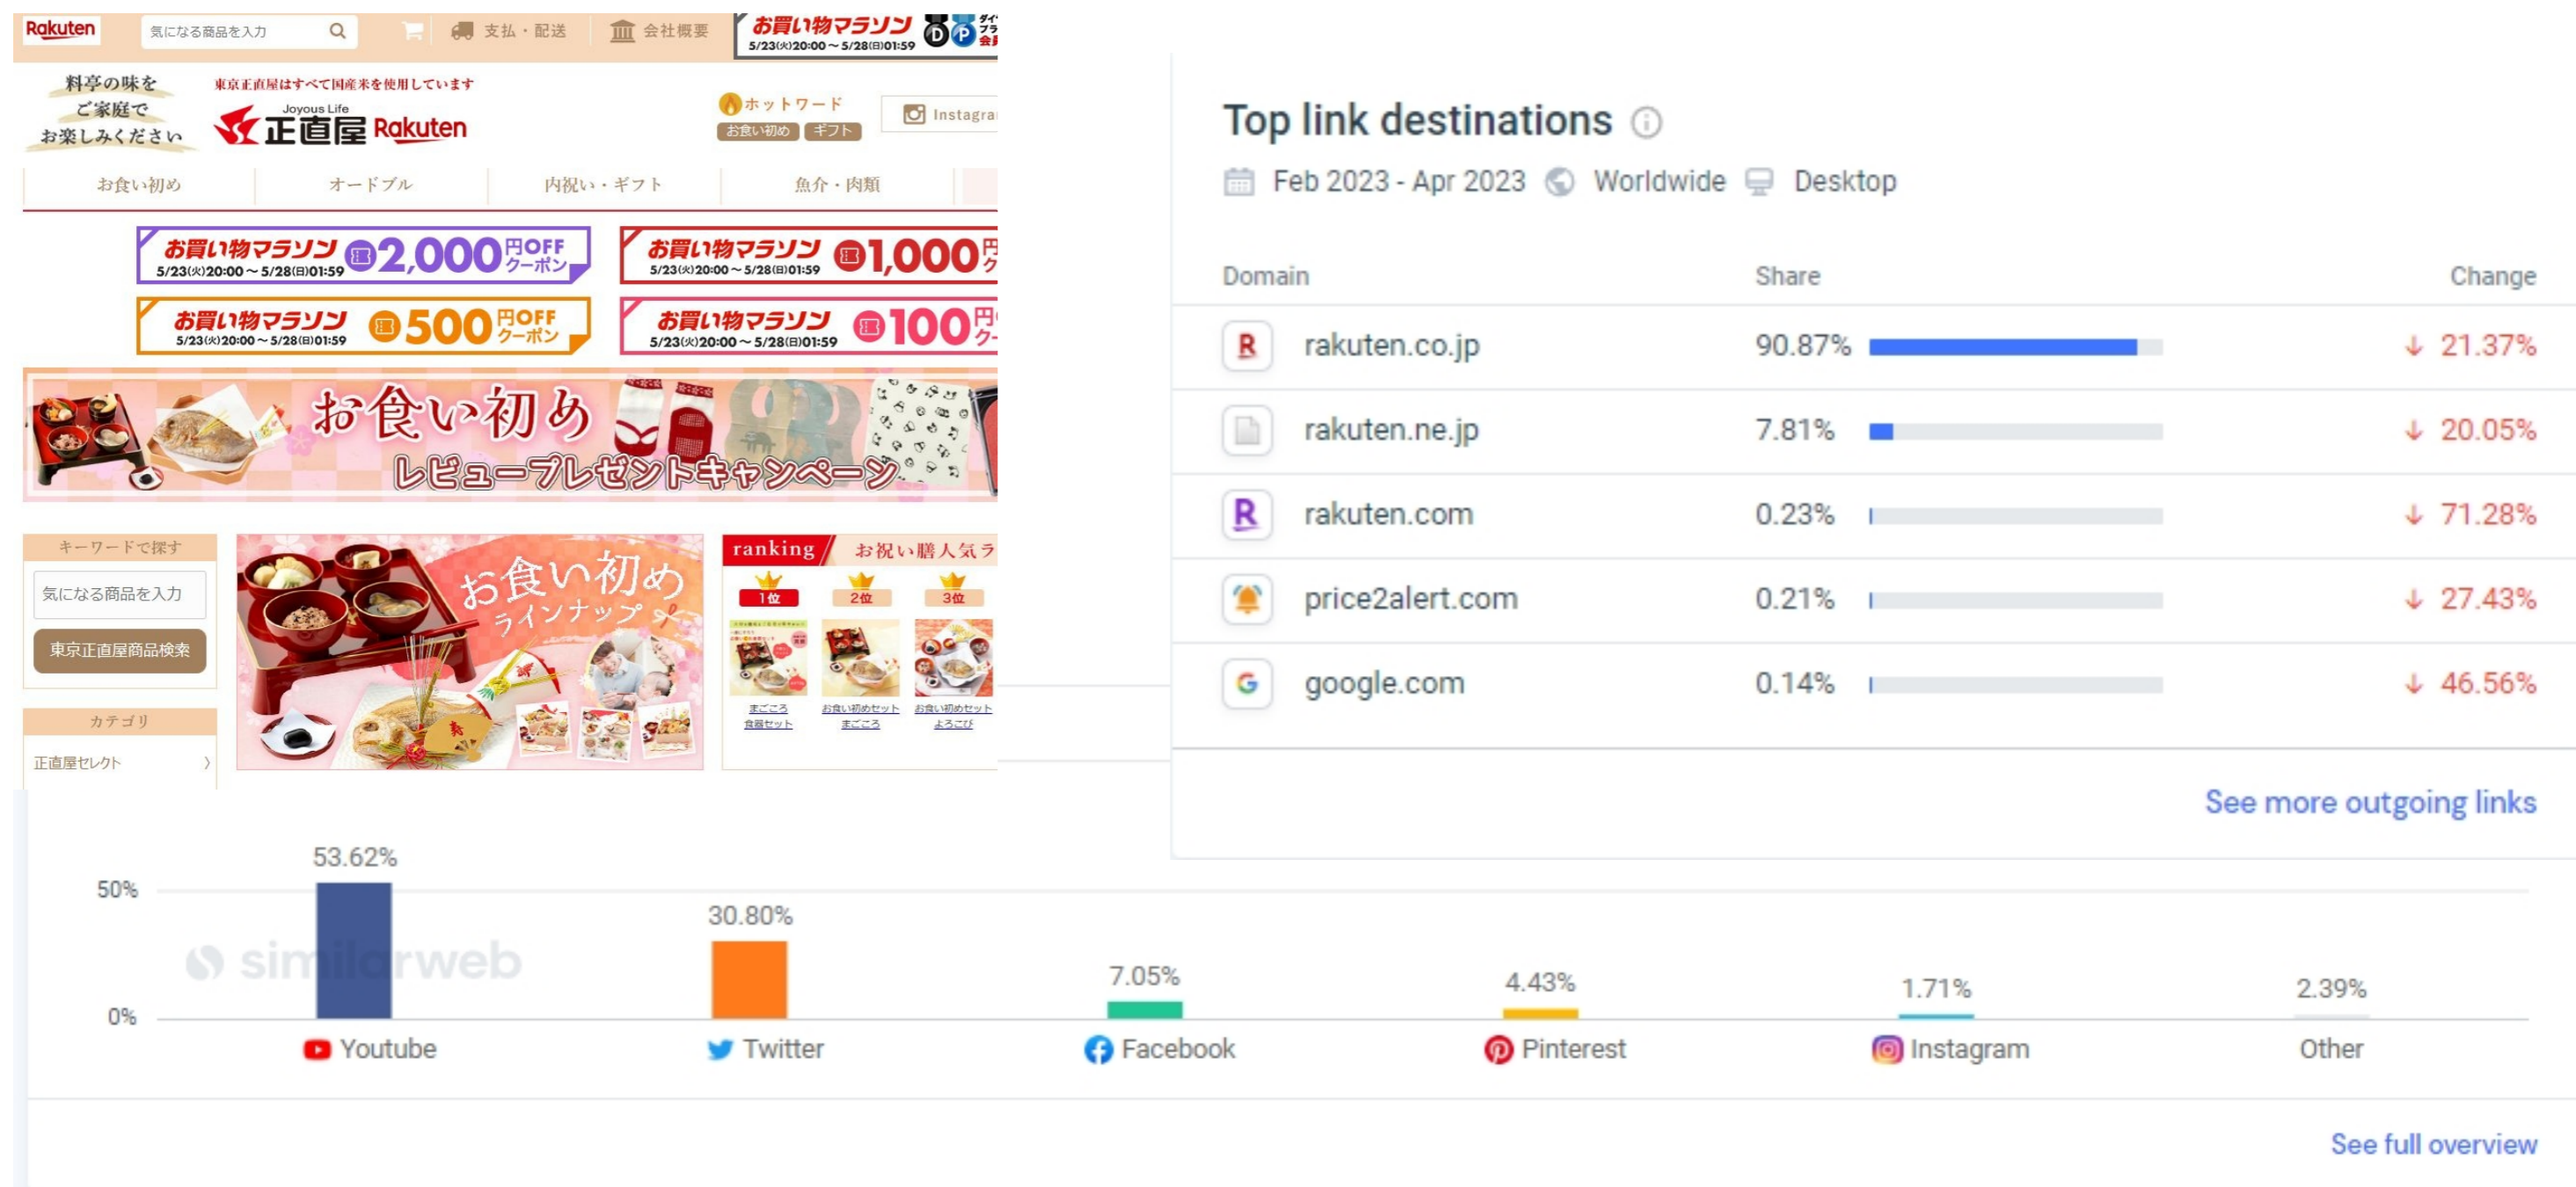 Rakuten
気になる商品を入力
支払・配送
会社概要
お買い物マラソン
5/23(火)20:00～5/28(日)01:59
D P
料亭の味を
ご家庭で
お楽しみください
東京正直屋はすべて国産米を使用しています
Joyous Life
正直屋 Rakuten
ホットワード
お食い初め ギフト
Instagra
お食い初め
オードブル
内祝い・ギフト
魚介・肉類
お買い物マラソン 2,000円OFF クーポン
5/23(火)20:00～5/28(日)01:59
お買い物マラソン 1,000円
5/23(火)20:00～5/28(日)01:59
お買い物マラソン 500円OFF クーポン
5/23(火)20:00～5/28(日)01:59
お買い物マラソン 100円
5/23(火)20:00～5/28(日)01:59
お食い初め
レビュープレゼントキャンペーン
キーワードで探す
気になる商品を入力
東京正直屋商品検索
カテゴリ
正直屋セレクト
お食い初め
ラインナップ
寿
ranking お祝い膳人気ラ
1位 2位 3位
まごころ
食器セット
お食い初めセット
まごころ
お食い初めセット
よろこび
Top link destinations
Feb 2023 - Apr 2023 Worldwide Desktop
Domain Share Change
rakuten.co.jp 90.87% ↓ 21.37%
rakuten.ne.jp 7.81% ↓ 20.05%
rakuten.com 0.23% ↓ 71.28%
price2alert.com 0.21% ↓ 27.43%
google.com 0.14% ↓ 46.56%
See more outgoing links
53.62%
50%
30.80%
7.05%
4.43%
1.71%
2.39%
similarweb
0%
Youtube
Twitter
Facebook
Pinterest
Instagram
Other
See full overview